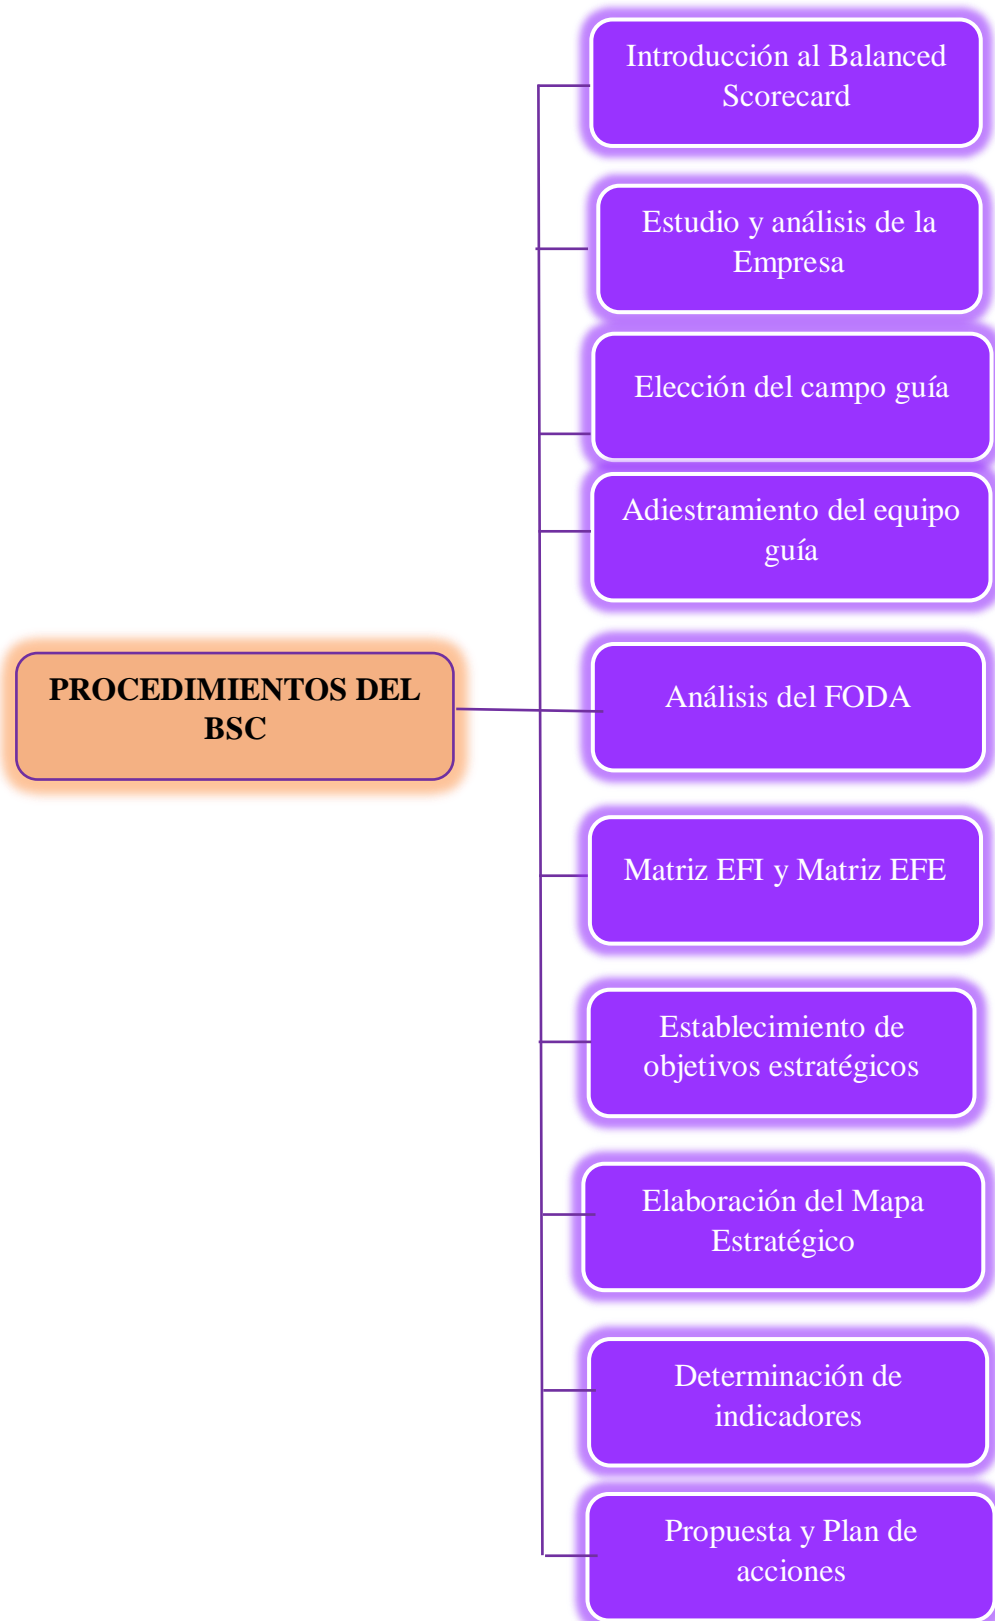 Introducción al Balanced
Scorecard
Estudio y análisis de la
Empresa
Elección del campo guía
Adiestramiento del equipo
guía
PROCEDIMIENTOS DEL
BSC
Análisis del FODA
Matriz EFI y Matriz EFE
Establecimiento de
objetivos estratégicos
Elaboración del Mapa
Estratégico
Determinación de
indicadores
Propuesta y Plan de
acciones